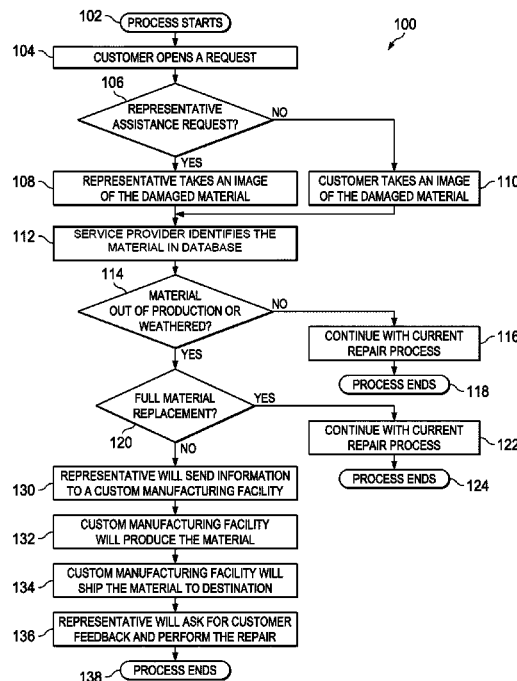 102
PROCESS STARTS
100
104
CUSTOMER OPENS A REQUEST
106
REPRESENTATIVE
ASSISTANCE REQUEST?
NO
YES
108
REPRESENTATIVE TAKES AN IMAGE
OF THE DAMAGED MATERIAL
CUSTOMER TAKES AN IMAGE
OF THE DAMAGED MATERIAL
110
112
SERVICE PROVIDER IDENTIFIES THE
MATERIAL IN DATABASE
114
MATERIAL
OUT OF PRODUCTION OR
WEATHERED?
NO
YES
CONTINUE WITH CURRENT
REPAIR PROCESS
116
PROCESS ENDS
118
FULL MATERIAL
REPLACEMENT?
YES
120
NO
CONTINUE WITH CURRENT
REPAIR PROCESS
122
PROCESS ENDS
124
130
REPRESENTATIVE WILL SEND INFORMATION
TO A CUSTOM MANUFACTURING FACILITY
132
CUSTOM MANUFACTURING FACILITY
WILL PRODUCE THE MATERIAL
134
CUSTOM MANUFACTURING FACILITY WILL
SHIP THE MATERIAL TO DESTINATION
136
REPRESENTATIVE WILL ASK FOR CUSTOMER
FEEDBACK AND PERFORM THE REPAIR
138
PROCESS ENDS